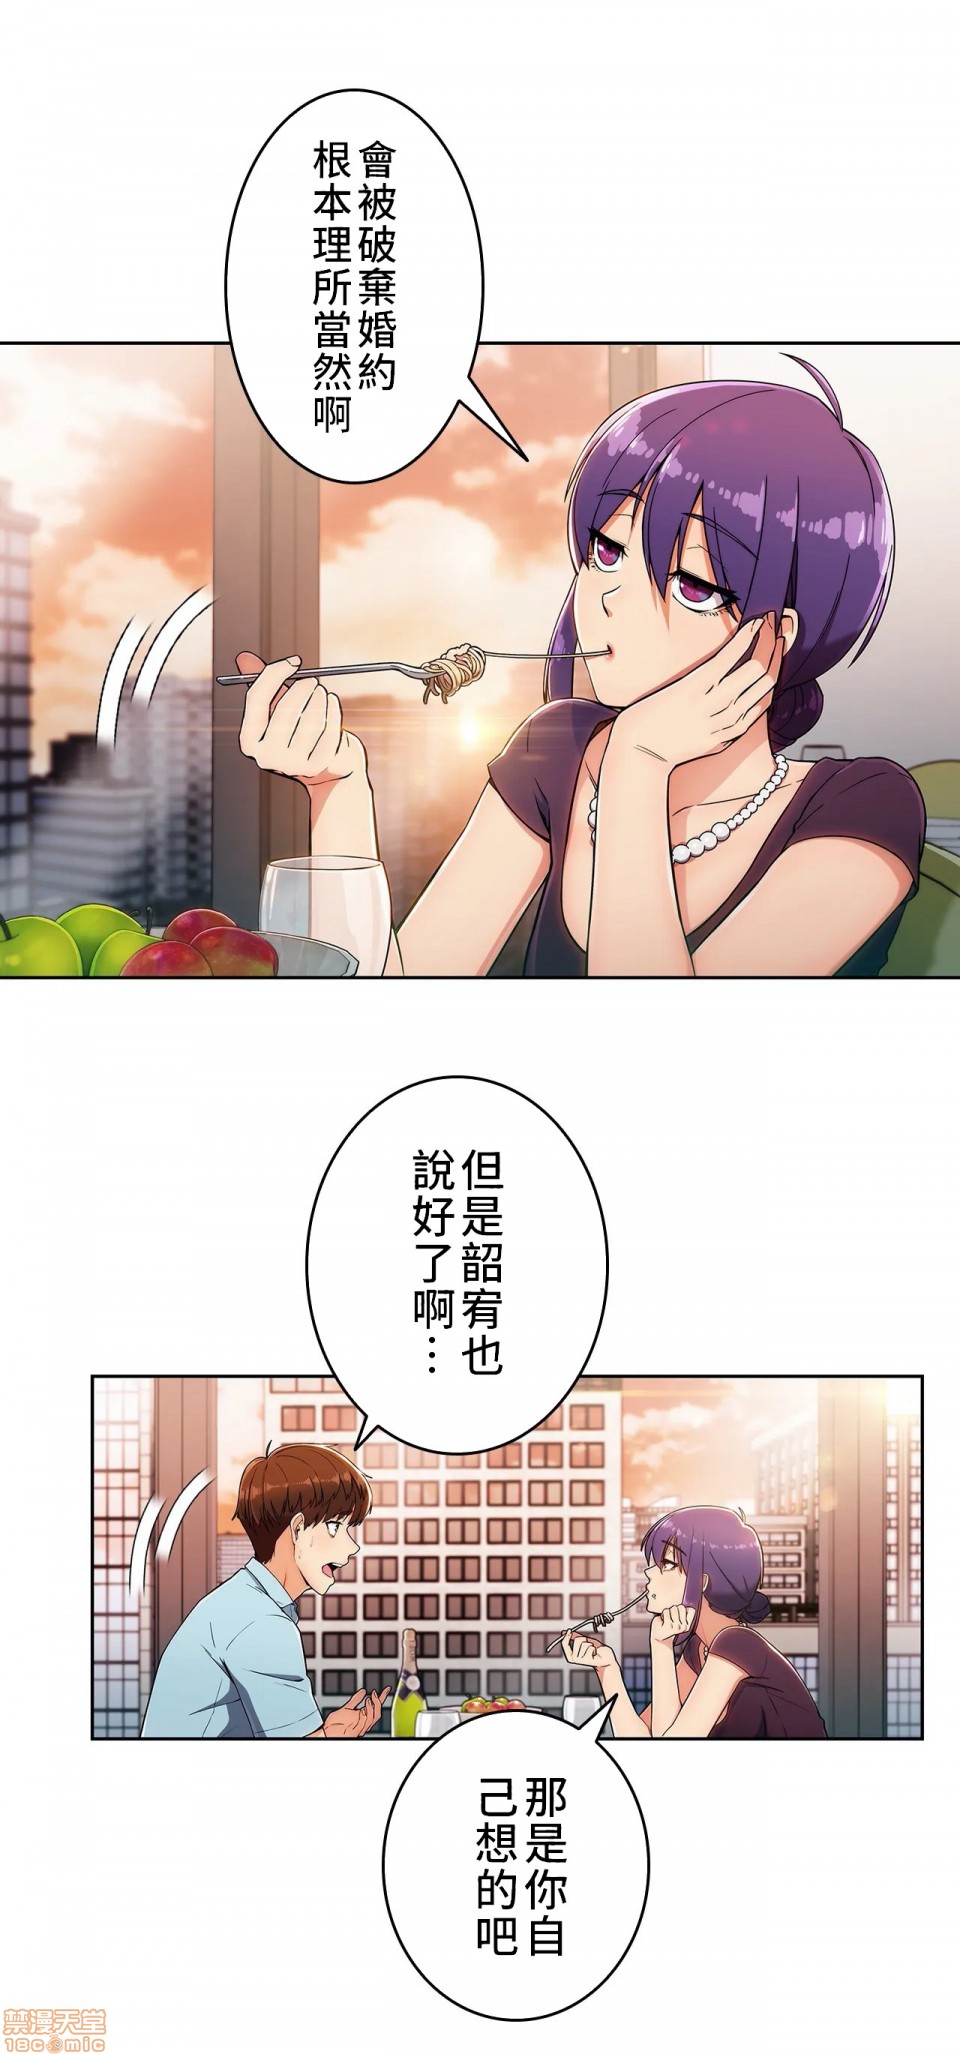 會被破棄婚約
根本理所當然啊
但是韶宥也
說好了啊…
那是你自
己想的吧
禁漫天堂
18comic